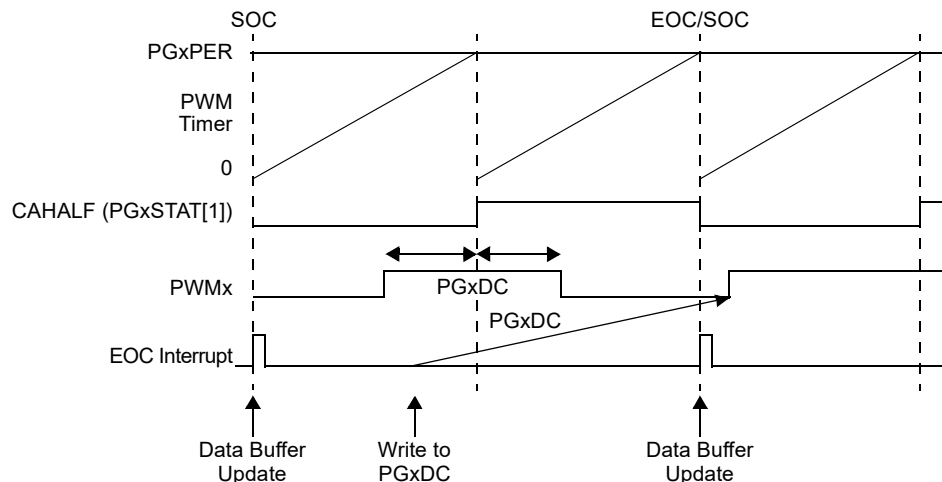 SOC
EOC/SOC
PGxPER
PWM
Timer
0
CAHALF (PGxSTAT[1])
PWMx
PGxDC
PGxDC
EOC Interrupt
Data Buffer
Update
Write to
PGxDC
Data Buffer
Update